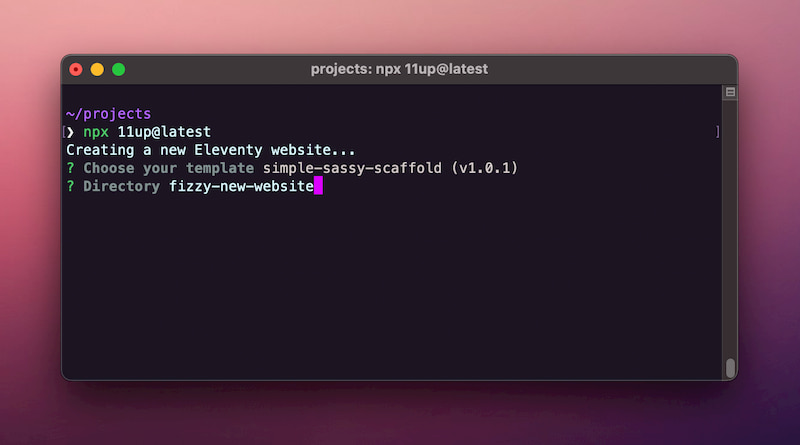 projects: npx 11up@latest
~/projects
[❯ npx 11up@latest ]
Creating a new Eleventy website...
? Choose your template simple-sassy-scaffold (v1.0.1)
? Directory fizzy-new-website